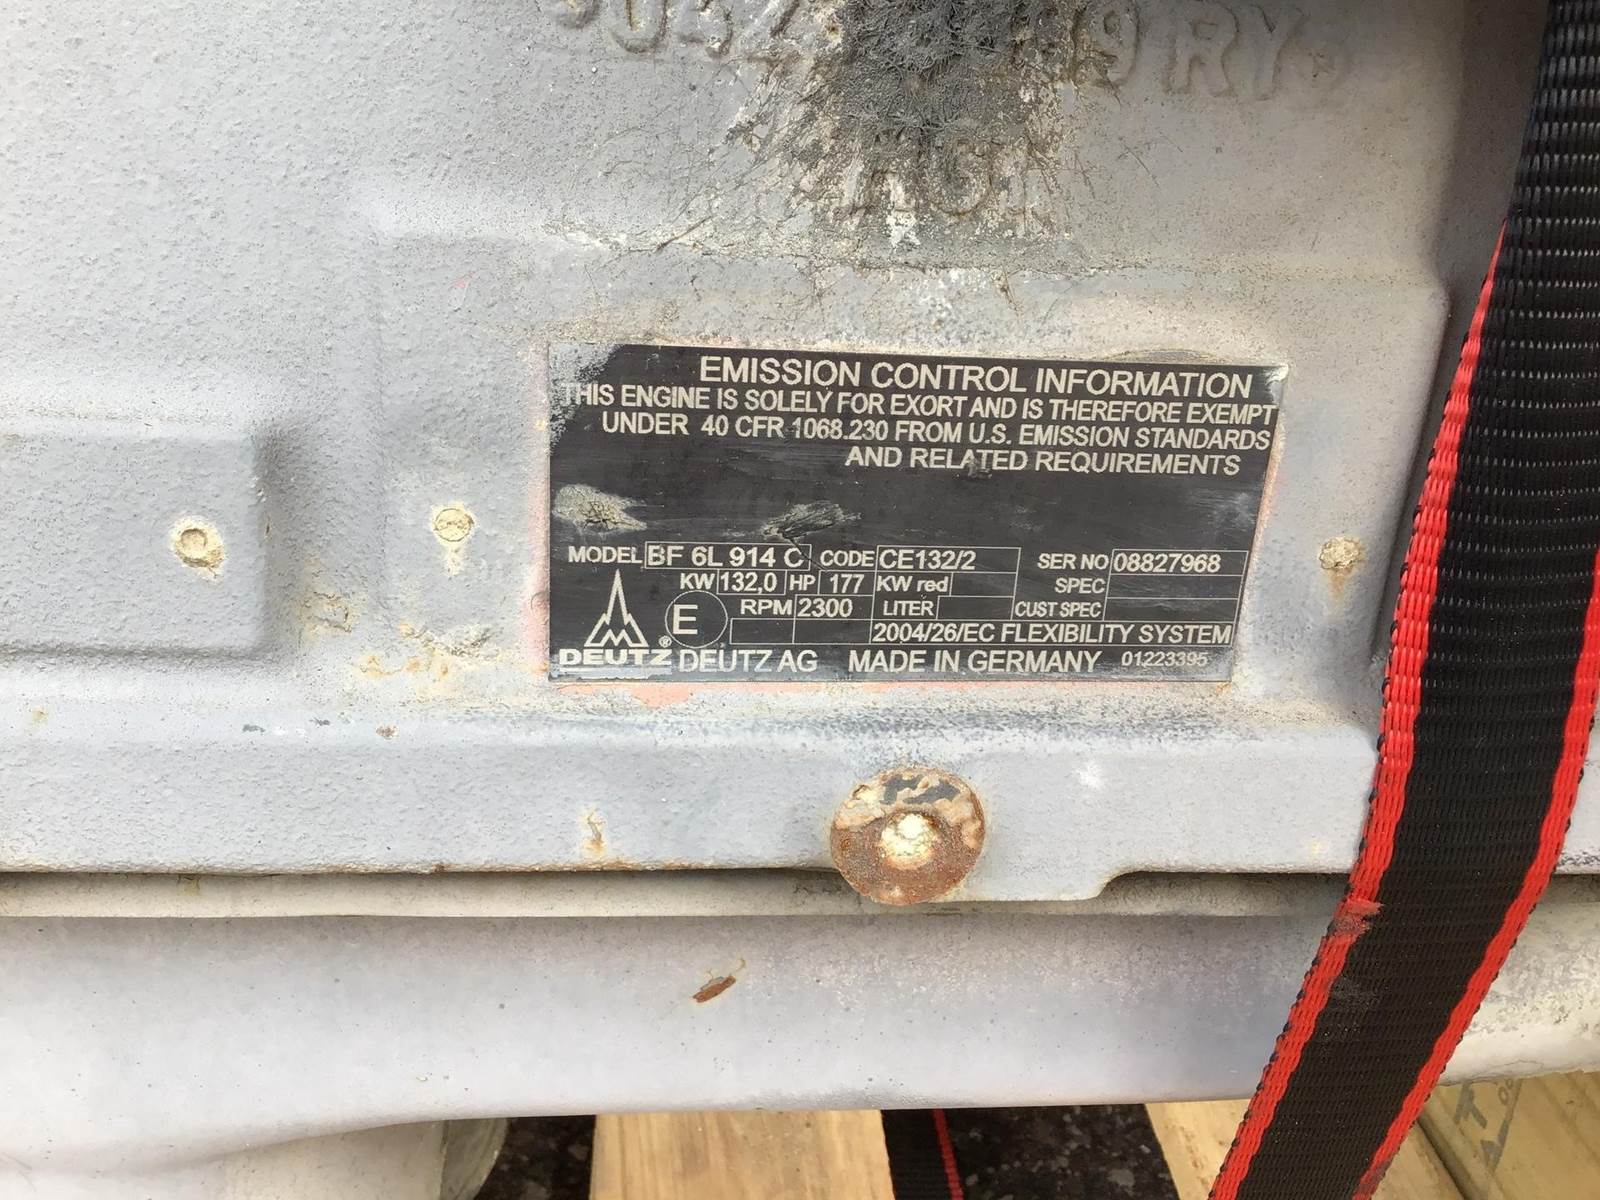 EMISSION CONTROL INFORMATION
THIS ENGINE IS SOLELY FOR EXORT AND IS THEREFORE EXEMPT
UNDER 40 CFR 1068.230 FROM U.S. EMISSION STANDARDS
AND RELATED REQUIREMENTS
MODEL BF 6L 914 C CODE CE132/2 SER NO 08827968
KW 132,0 HP 177 KW red SPEC
E RPM 2300 LITER CUST SPEC
2004/26/EC FLEXIBILITY SYSTEM
DEUTZ® DEUTZ AG MADE IN GERMANY 01223395